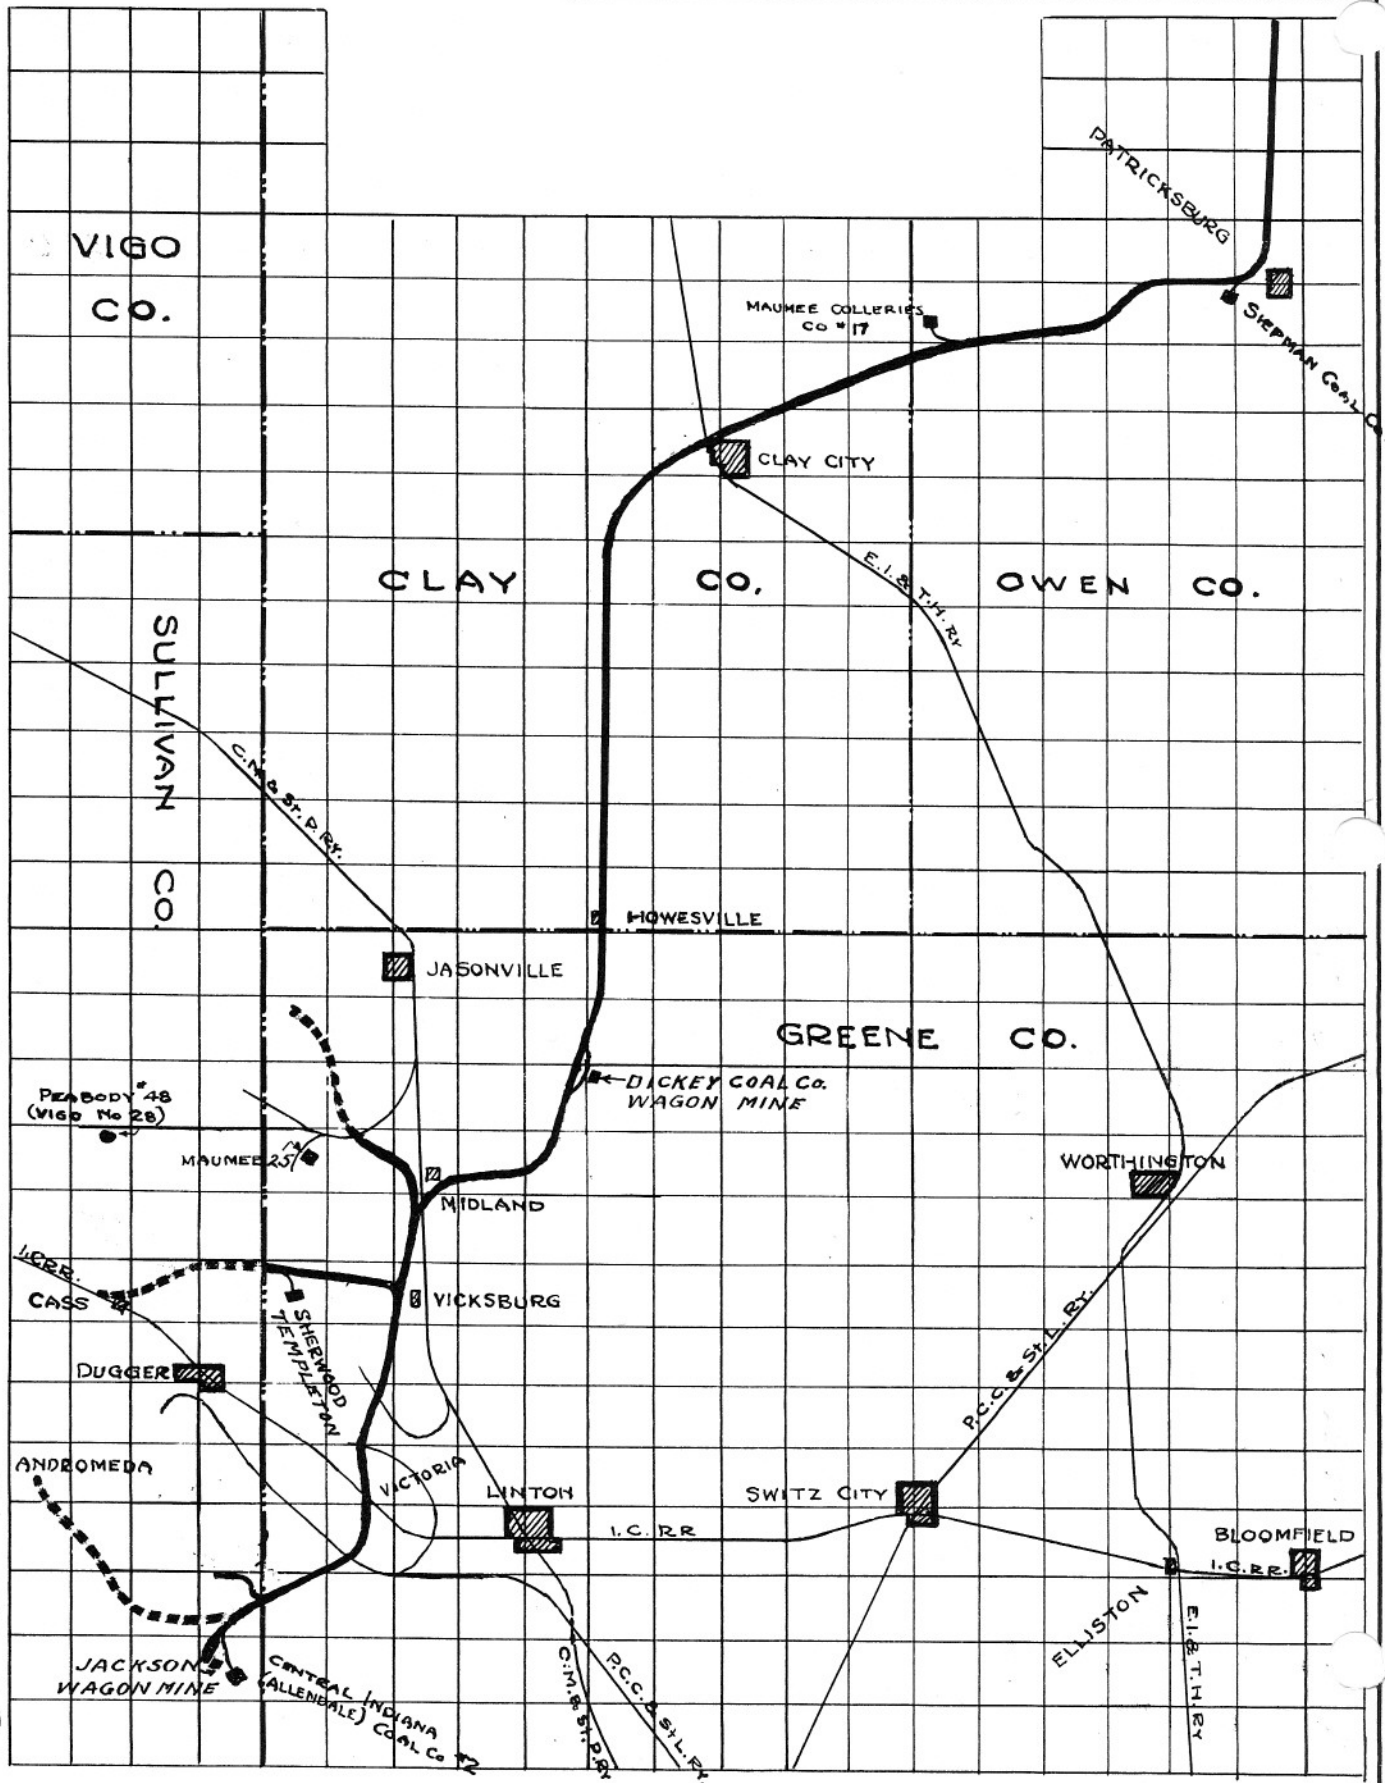 PATRICKSBURG
VIGO
CO.
MAUMEE COLLERIES
CO #17
SHEPMAN COAL CO
CLAY CITY
CLAY CO.
OWEN CO.
E.I. & T.H. RY
SULLIVAN CO.
C.M. & ST. P. RY.
HOWESVILLE
JASONVILLE
GREENE CO.
PEABODY #48
(VIGO No 28)
DICKEY COAL CO.
WAGON MINE
MAUMEE 25
WORTHINGTON
MIDLAND
I.C.RR.
CASS
VICKSBURG
SHERWOOD
TEMPLETON
DUGGER
P.C.C. & St. L. RY.
ANDROMEDA
VICTORIA
LINTON
SWITZ CITY
I.C. RR
BLOOMFIELD
I.C. RR.
ELLISTON
E.I. & T.H. RY
JACKSON
WAGON MINE
CENTRAL INDIANA
(ALLENDALE) COAL CO #2
C.M. & ST. P. RY
P.C.C. & St. L. RY.